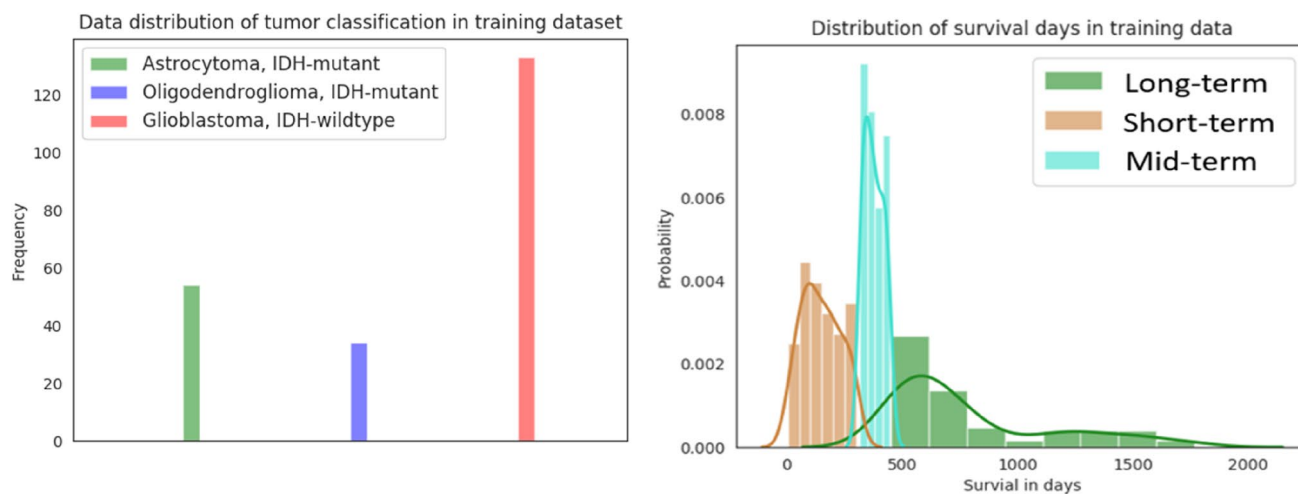 Data distribution of tumor classification in training dataset
Astrocytoma, IDH-mutant
Oligodendroglioma, IDH-mutant
Glioblastoma, IDH-wildtype
Frequency
120
100
80
60
40
20
0
Distribution of survival days in training data
Long-term
Short-term
Mid-term
Probability
0.008
0.006
0.004
0.002
0.000
0 500 1000 1500 2000
Survial in days